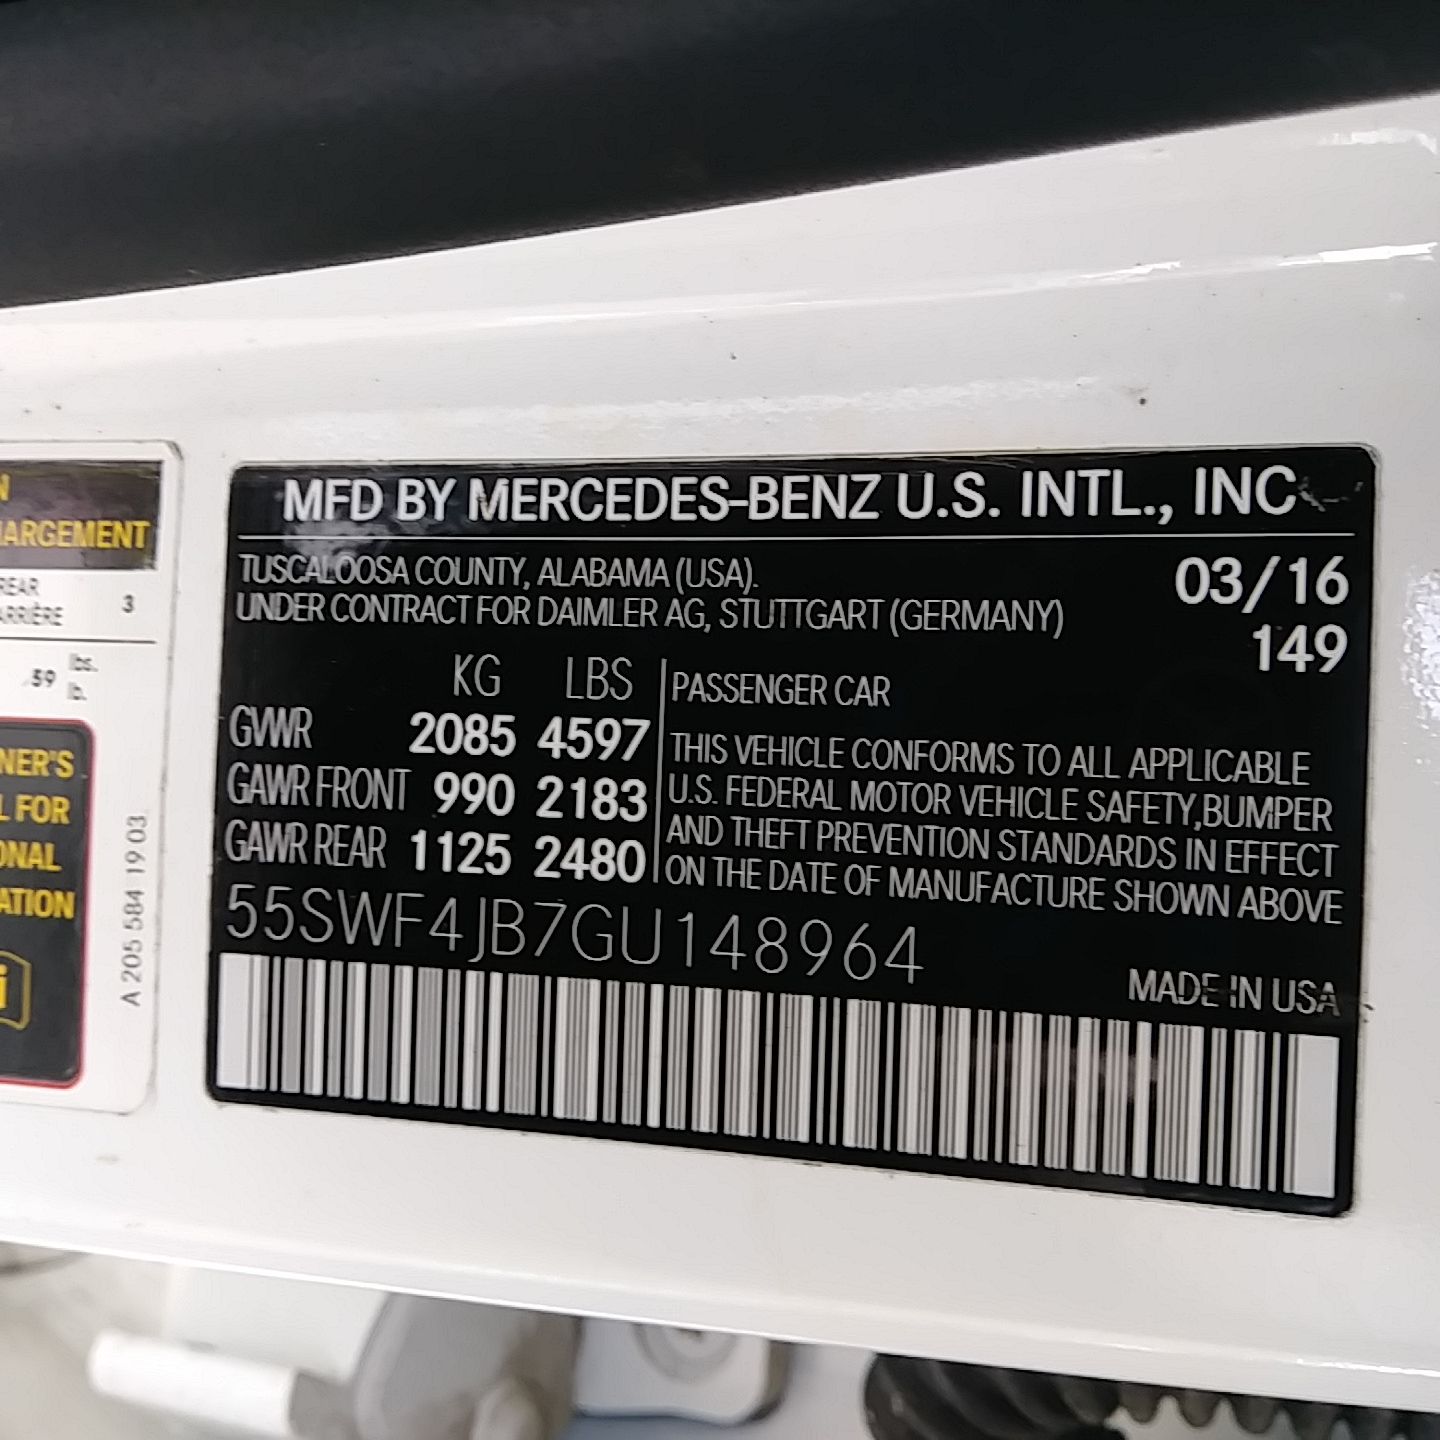 N
HARGEMENT
REAR
ARRIÈRE
3
59 lbs.
lb.
NER'S
L FOR
ONAL
ATION
i
A 205 584 19 03
MFD BY MERCEDES-BENZ U.S. INTL., INC
TUSCALOOSA COUNTY, ALABAMA (USA).
UNDER CONTRACT FOR DAIMLER AG, STUTTGART (GERMANY)
03/16
149
KG LBS
GVWR 2085 4597
GAWR FRONT 990 2183
GAWR REAR 1125 2480
PASSENGER CAR
THIS VEHICLE CONFORMS TO ALL APPLICABLE
U.S. FEDERAL MOTOR VEHICLE SAFETY,BUMPER
AND THEFT PREVENTION STANDARDS IN EFFECT
ON THE DATE OF MANUFACTURE SHOWN ABOVE
55SWF4JB7GU148964
MADE IN USA